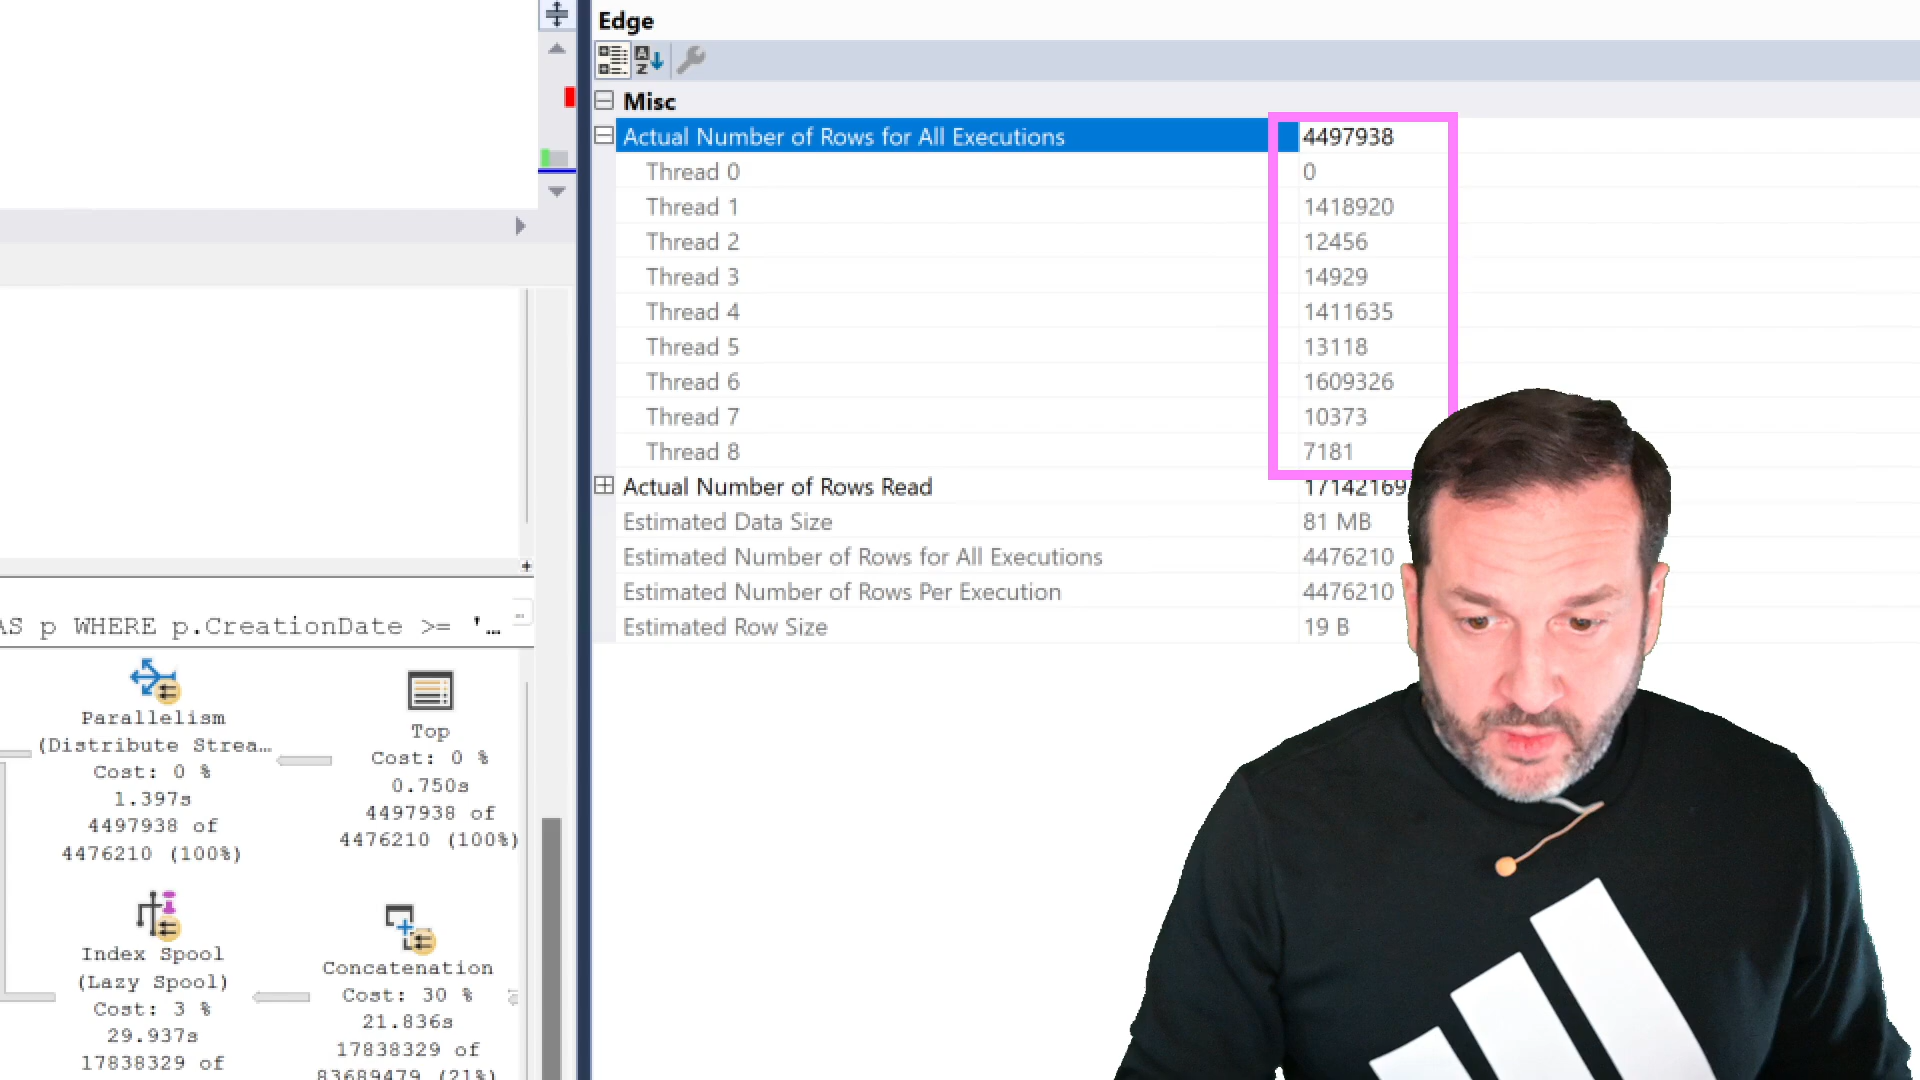 Edge
Misc
Actual Number of Rows for All Executions 4497938
Thread 0 0
Thread 1 1418920
Thread 2 12456
Thread 3 14929
Thread 4 1411635
Thread 5 13118
Thread 6 1609326
Thread 7 10373
Thread 8 7181
Actual Number of Rows Read 17142169
Estimated Data Size 81 MB
Estimated Number of Rows for All Executions 4476210
Estimated Number of Rows Per Execution 4476210
Estimated Row Size 19 B
AS p WHERE p.CreationDate >= '…
Parallelism
(Distribute Strea…
Cost: 0 %
1.397s
4497938 of
4476210 (100%)
Top
Cost: 0 %
0.750s
4497938 of
4476210 (100%)
Index Spool
(Lazy Spool)
Cost: 3 %
29.937s
17838329 of
Concatenation
Cost: 30 %
21.836s
17838329 of
83689479 (21%)